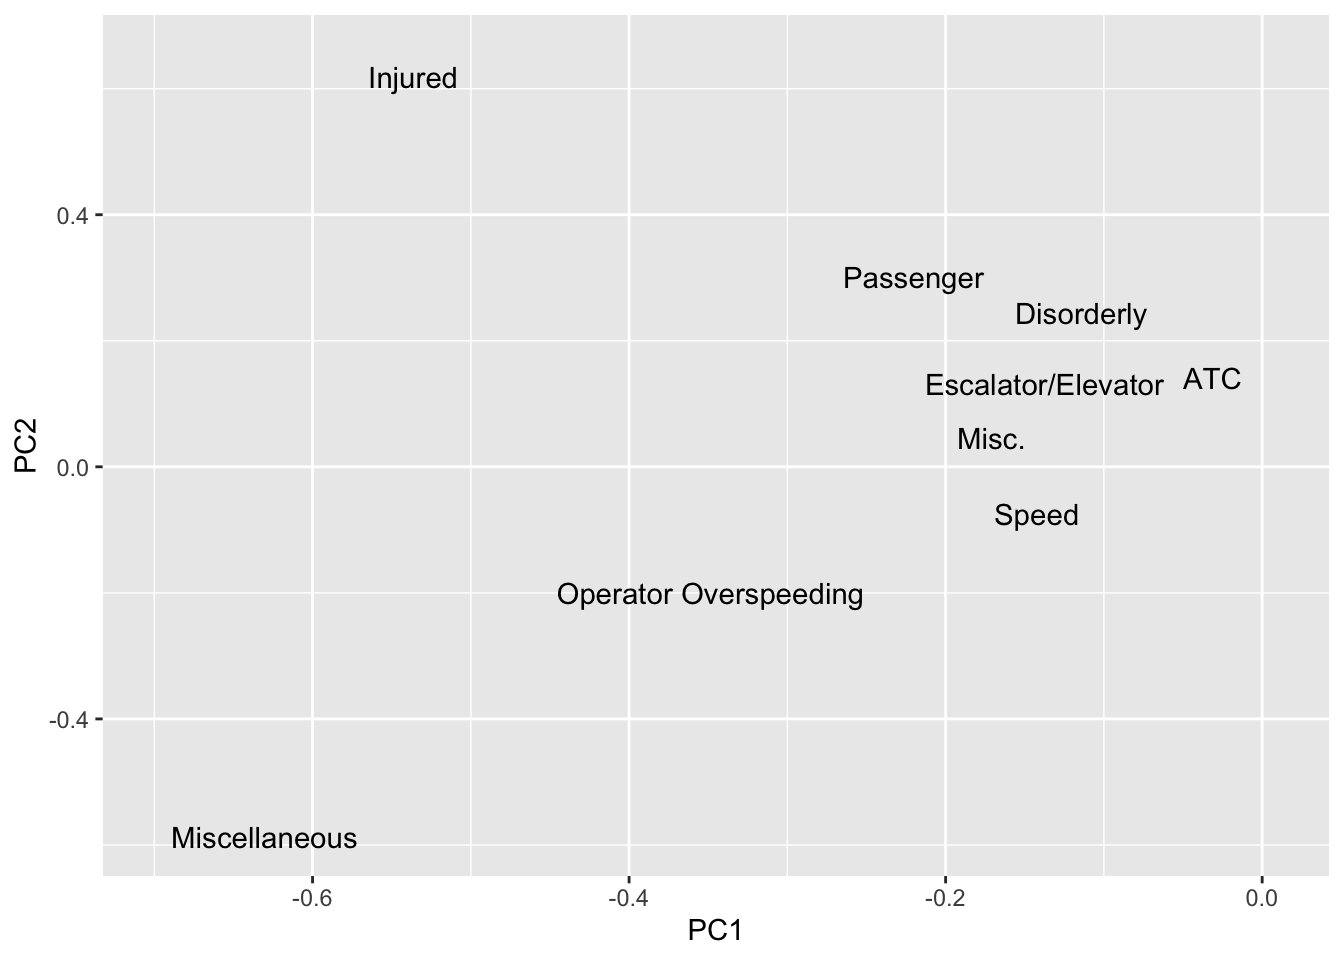 Injured
0.4
Passenger
Disorderly
ATC
Escalator/Elevator
Misc.
PC2
0.0
Speed
Operator Overspeeding
-0.4
Miscellaneous
-0.6 -0.4 -0.2 0.0
PC1